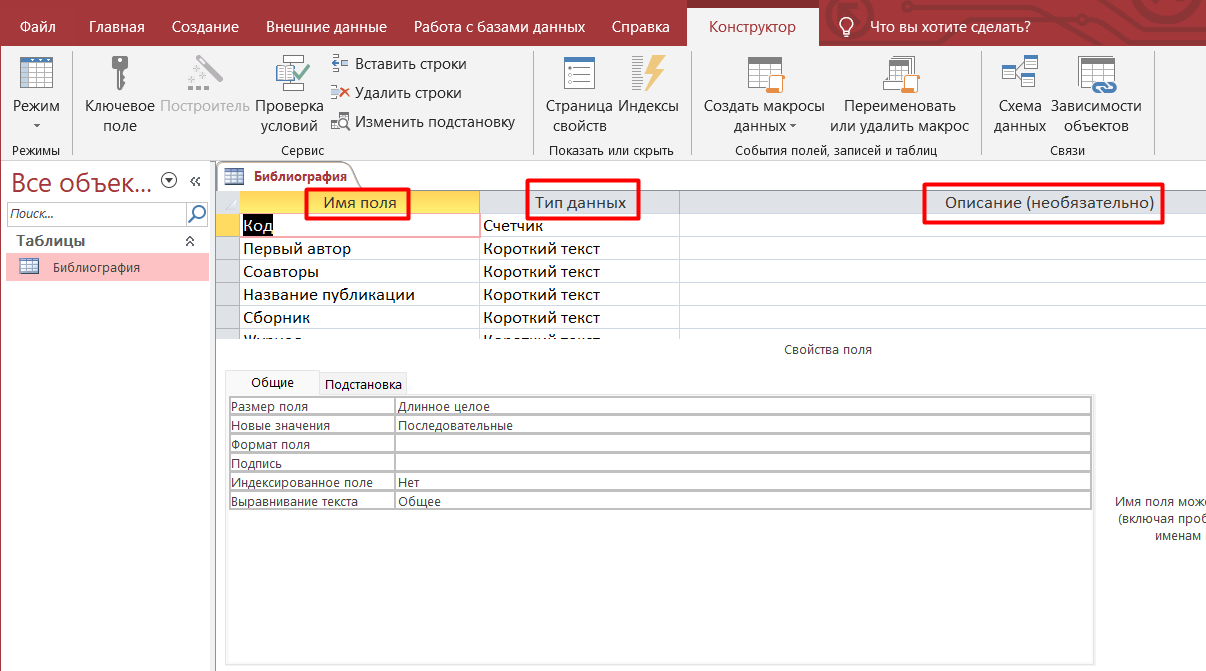 Файл Главная Создание Внешние данные Работа с базами данных Справка Конструктор Что вы хотите сделать?
Режим
Ключевое поле
Построитель
Проверка условий
Вставить строки
Удалить строки
Изменить подстановку
Страница свойств
Индексы
Создать макросы данных
Переименовать или удалить макрос
Схема данных
Зависимости объектов
Режимы Сервис Показать или скрыть События полей, записей и таблиц Связи
Все объек...
Поиск...
Таблицы
Библиография
Библиография
Имя поля Тип данных Описание (необязательно)
Код Счетчик
Первый автор Короткий текст
Соавторы Короткий текст
Название публикации Короткий текст
Сборник Короткий текст
Свойства поля
Общие Подстановка
Размер поля Длинное целое
Новые значения Последовательные
Формат поля
Подпись
Индексированное поле Нет
Выравнивание текста Общее
Имя поля
(включая
именам